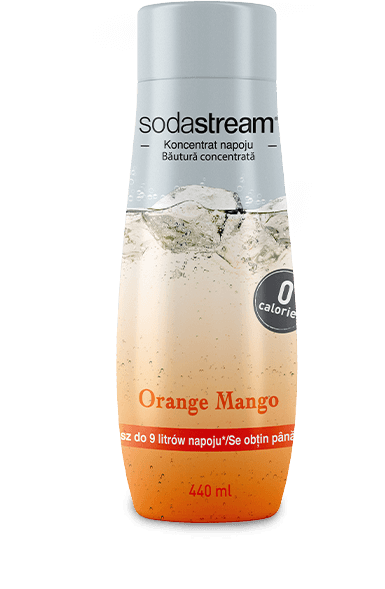 sodastream
Koncentrat napoju
Băutură concentrată
0
calorie
Orange Mango
sz do 9 litrów napoju*/Se obțin până
440 ml